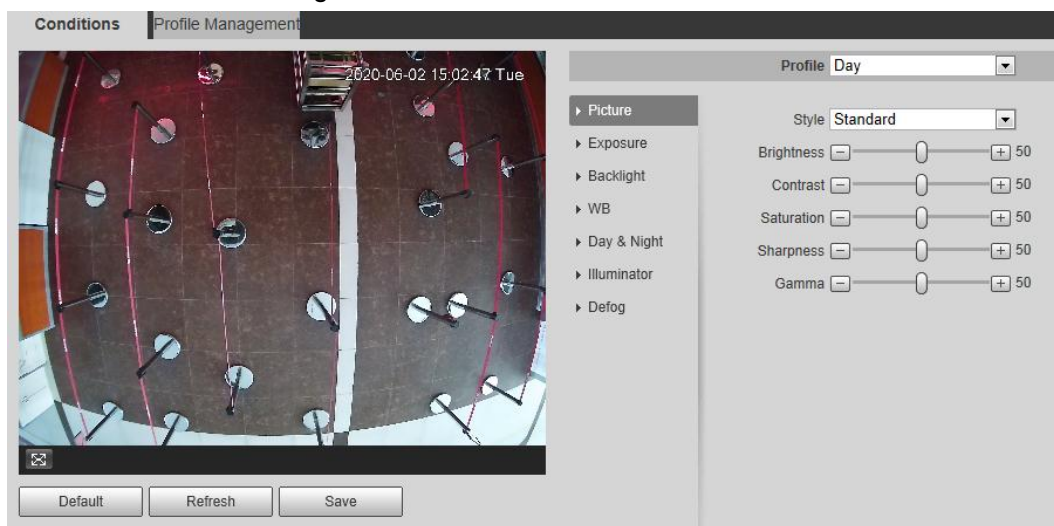 Conditions
Profile Management
2020-06-02 15:02:47 Tue
Profile Day
Picture
Exposure
Backlight
WB
Day & Night
Illuminator
Defog
Style Standard
Brightness 50
Contrast 50
Saturation 50
Sharpness 50
Gamma 50
Default
Refresh
Save